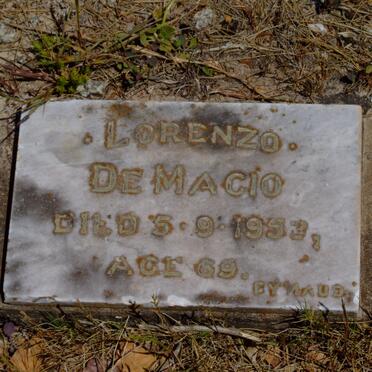 . LORENZO .
DE MACIO
DIED 5.9.1953,
AGE 69.